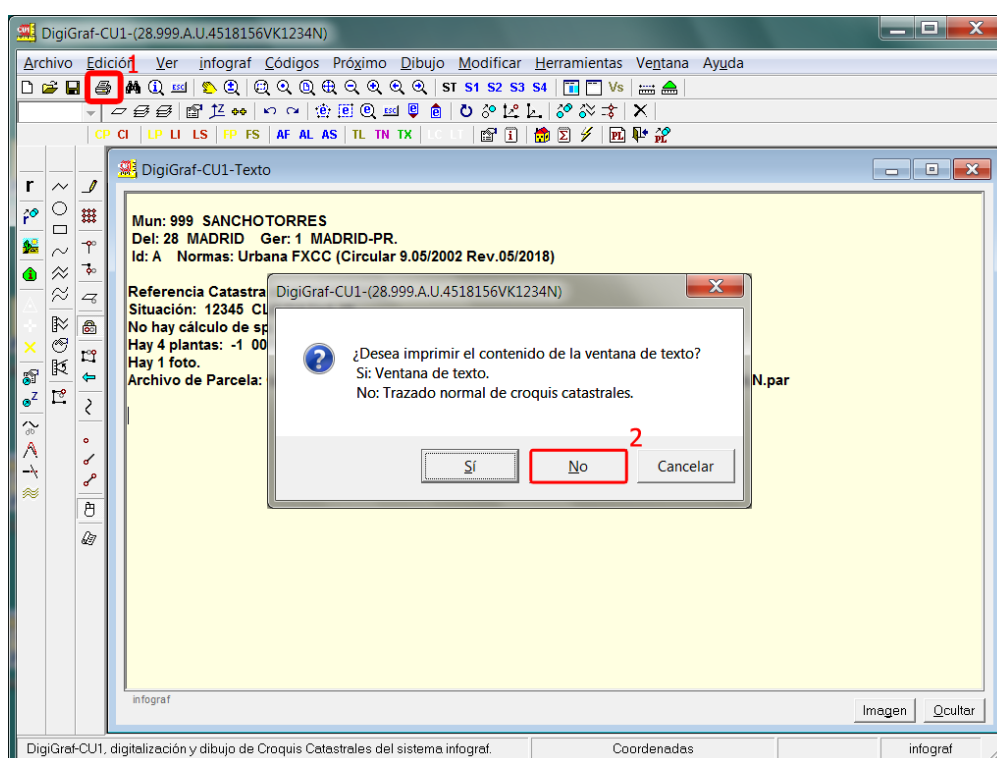 DigiGraf-CU1-(28.999.A.U.4518156VK1234N)
Archivo Edición Ver infograf Códigos Próximo Dibujo Modificar Herramientas Ventana Ayuda
1
ST S1 S2 S3 S4 Vs
CP CI LP LI LS FP FS AF AL AS TL TN TX LC LT PL PL
DigiGraf-CU1-Texto
Mun: 999 SANCHOTORRES
Del: 28 MADRID Ger: 1 MADRID-PR.
Id: A Normas: Urbana FXCC (Circular 9.05/2002 Rev.05/2018)
Referencia Catastra
Situación: 12345 CL
No hay cálculo de sp
Hay 4 plantas: -1 00
Hay 1 foto.
Archivo de Parcela:
N.par
DigiGraf-CU1-(28.999.A.U.4518156VK1234N)
¿Desea imprimir el contenido de la ventana de texto?
Si: Ventana de texto.
No: Trazado normal de croquis catastrales.
2
Sí No Cancelar
infograf
Imagen Ocultar
DigiGraf-CU1, digitalización y dibujo de Croquis Catastrales del sistema infograf. Coordenadas infograf